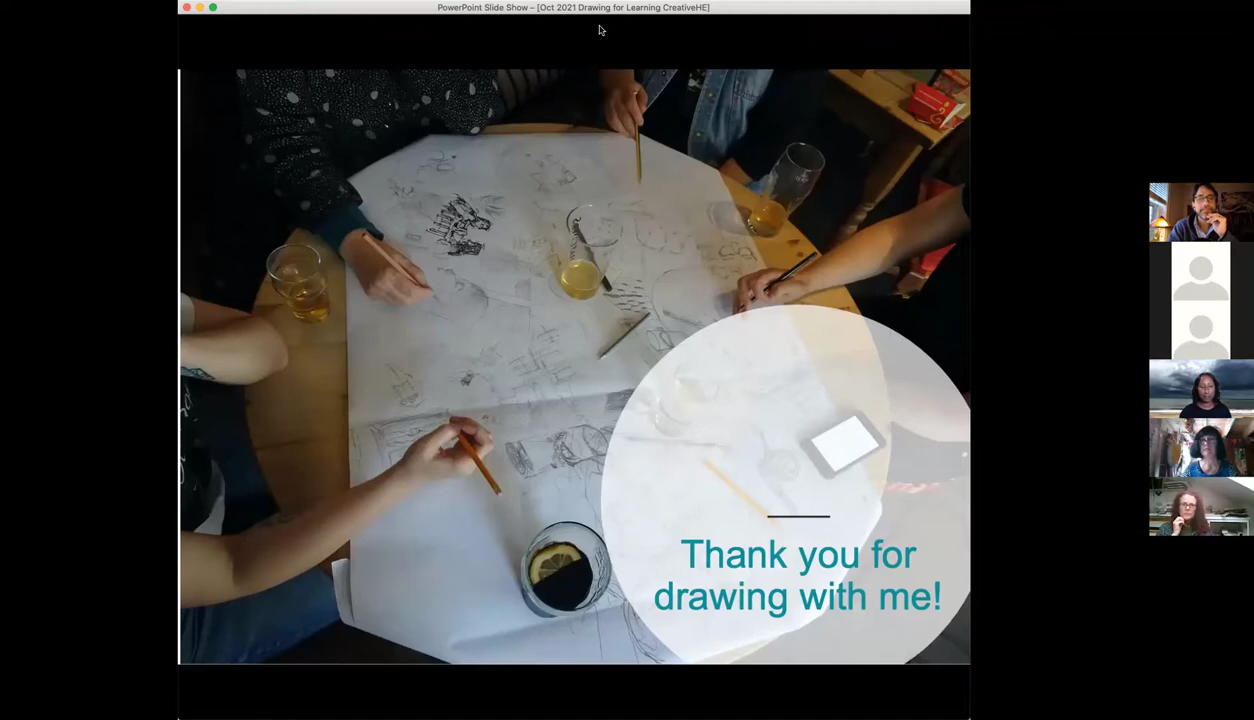 PowerPoint Slide Show – [Oct 2021 Drawing for Learning CreativeHE]
Thank you for
drawing with me!